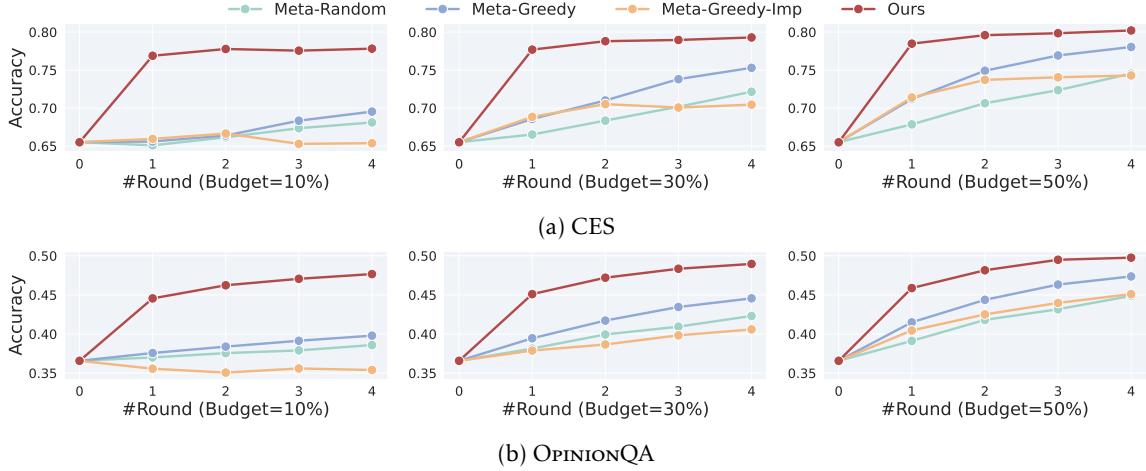 Meta-Random Meta-Greedy Meta-Greedy-Imp Ours
Accuracy
0.80
0.75
0.70
0.65
0 1 2 3 4
#Round (Budget=10%)
0.80
0.75
0.70
0.65
0 1 2 3 4
#Round (Budget=30%)
0.80
0.75
0.70
0.65
0 1 2 3 4
#Round (Budget=50%)
(a) CES
Accuracy
0.50
0.45
0.40
0.35
0 1 2 3 4
#Round (Budget=10%)
0.50
0.45
0.40
0.35
0 1 2 3 4
#Round (Budget=30%)
0.50
0.45
0.40
0.35
0 1 2 3 4
#Round (Budget=50%)
(b) OpinionQA